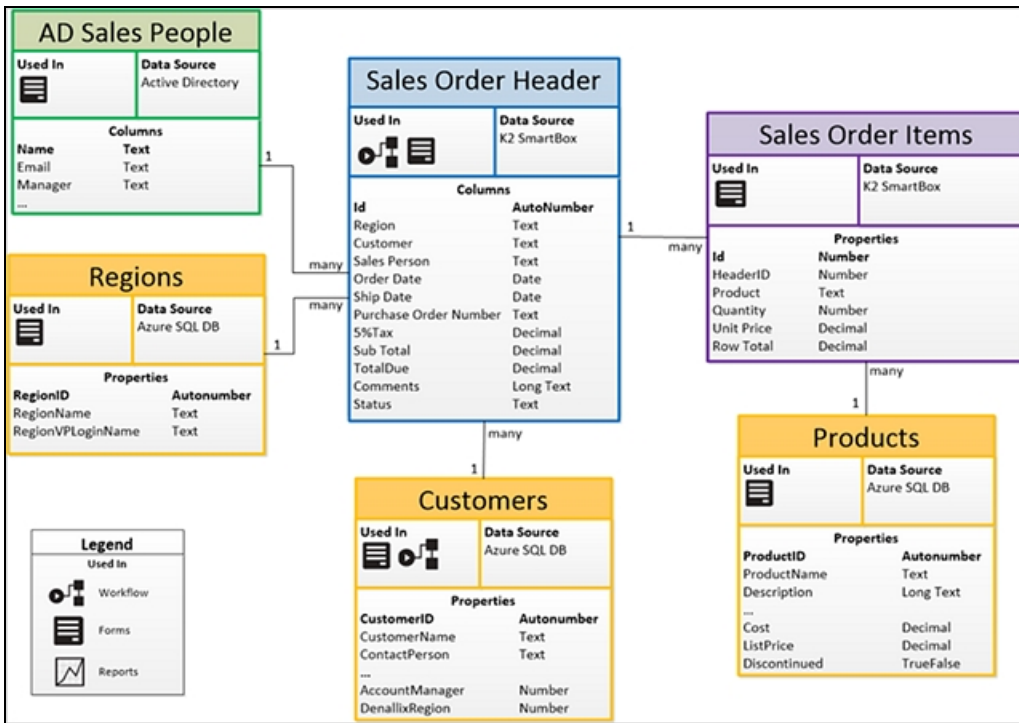 AD Sales People
Used In
Data Source
Active Directory
Columns
Name Text
Email Text
Manager Text
...
1
many
Regions
Used In
Data Source
Azure SQL DB
Properties
RegionID Autonumber
RegionName Text
RegionVPLoginName Text
1
many
Sales Order Header
Used In
Data Source
K2 SmartBox
Columns
Id AutoNumber
Region Text
Customer Text
Sales Person Text
Order Date Date
Ship Date Date
Purchase Order Number Text
5%Tax Decimal
Sub Total Decimal
TotalDue Decimal
Comments Long Text
Status Text
1
many
many
1
Sales Order Items
Used In
Data Source
K2 SmartBox
Properties
Id Number
HeaderID Number
Product Text
Quantity Number
Unit Price Decimal
Row Total Decimal
many
1
Customers
Used In
Data Source
Azure SQL DB
Properties
CustomerID Autonumber
CustomerName Text
ContactPerson Text
...
AccountManager Number
DenallixRegion Number
Products
Used In
Data Source
Azure SQL DB
Properties
ProductID Autonumber
ProductName Text
Description Long Text
...
Cost Decimal
ListPrice Decimal
Discontinued TrueFalse
Legend
Used In
Workflow
Forms
Reports